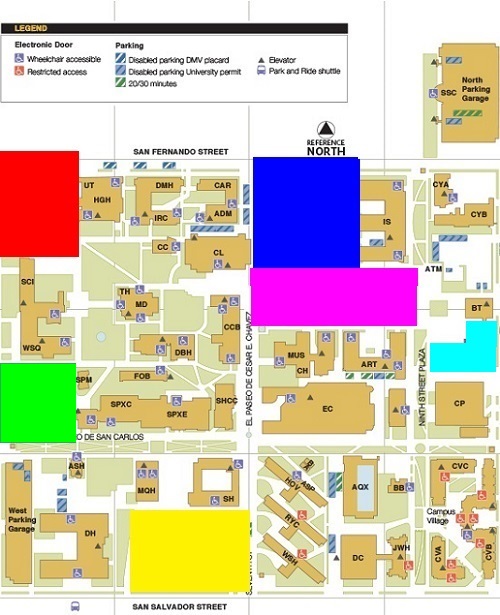 LEGEND
Electronic Door
Wheelchair accessible
Restricted access
Parking
Disabled parking DMV placard
Disabled parking University permit
20/30 minutes
Elevator
Park and Ride shuttle
North
Parking
Garage
SSC
REFERENCE
NORTH
SAN FERNANDO STREET
UT
HGH
DMH
IRC
CAR
ADM
IS
CYA
CYB
CC
CL
ATM
SCI
TH
MD
BT
CCB
WSQ
DBH
MUS
CH
ART
EL PASEO DE CESAR E. CHAVEZ
NINTH STREET PLAZA
SPM
FOB
SPXC
SPXE
SHCC
EC
CP
O DE SAN CARLOS
ASH
MQH
SH
HOV
RYC
WSH
AQX
BB
CVC
Campus
Village
West
Parking
Garage
DH
DC
JWH
CVA
CVB
SAN SALVADOR STREET